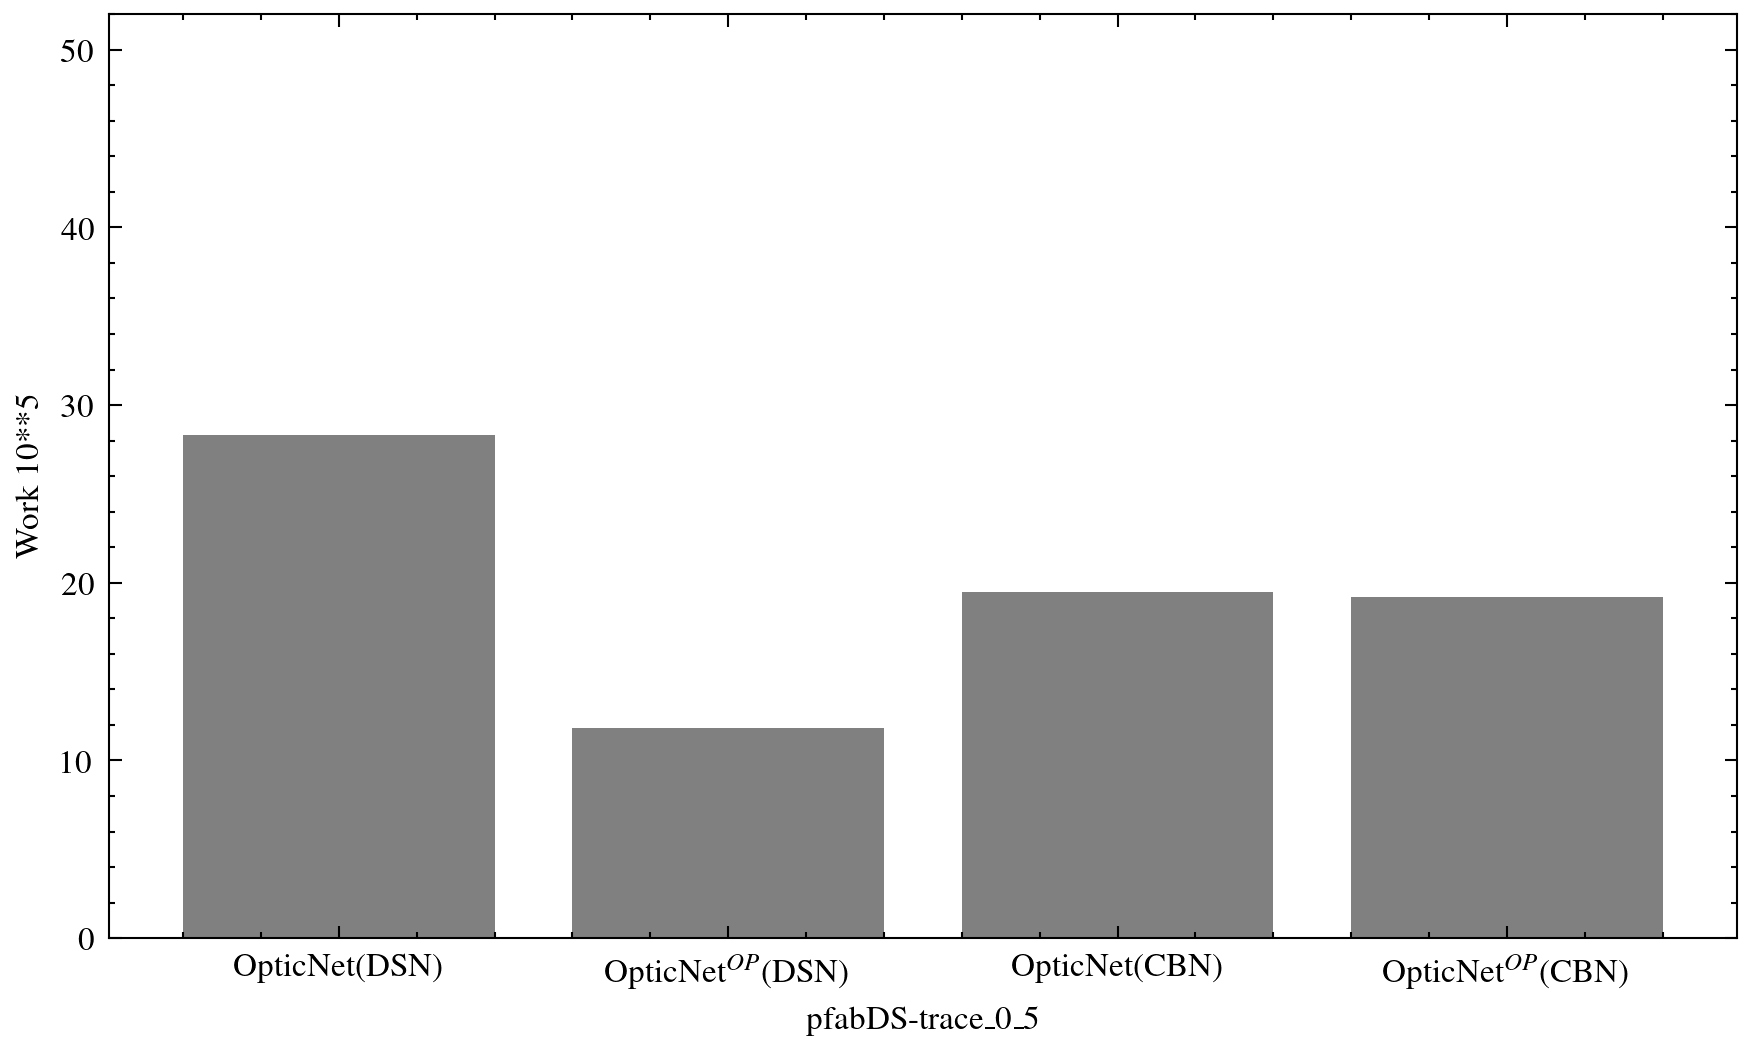 50
40
30
20
10
0
Work 10**5
OpticNet(DSN)
OpticNet^{OP}(DSN)
OpticNet(CBN)
OpticNet^{OP}(CBN)
pfabDS-trace_0_5